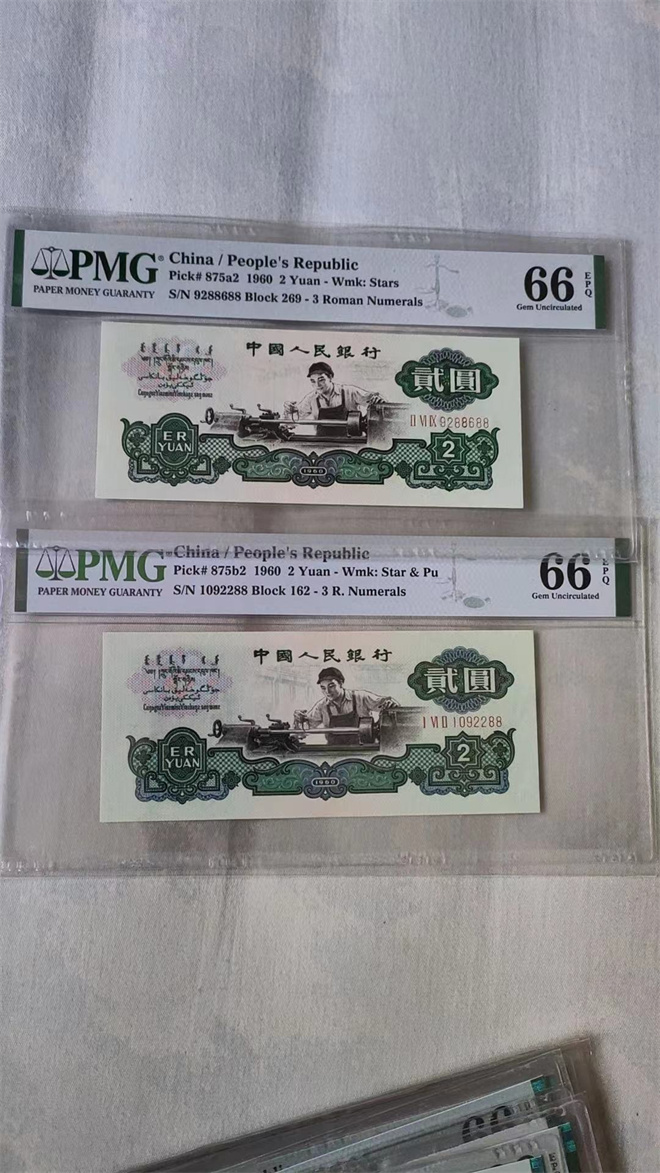 PMG
PAPER MONEY GUARANTY
China / People's Republic
Pick# 875a2 1960 2 Yuan - Wmk: Stars
S/N 9288688 Block 269 - 3 Roman Numerals
66 EPQ
Gem Uncirculated
中國人民銀行
貳圓
II VI IX 9288688
ER
YUAN
1960
2
PMG
PAPER MONEY GUARANTY
China / People's Republic
Pick# 875b2 1960 2 Yuan - Wmk: Star & Pu
S/N 1092288 Block 162 - 3 R. Numerals
66 EPQ
Gem Uncirculated
中國人民銀行
貳圓
I VI II 1092288
ER
YUAN
1960
2
66